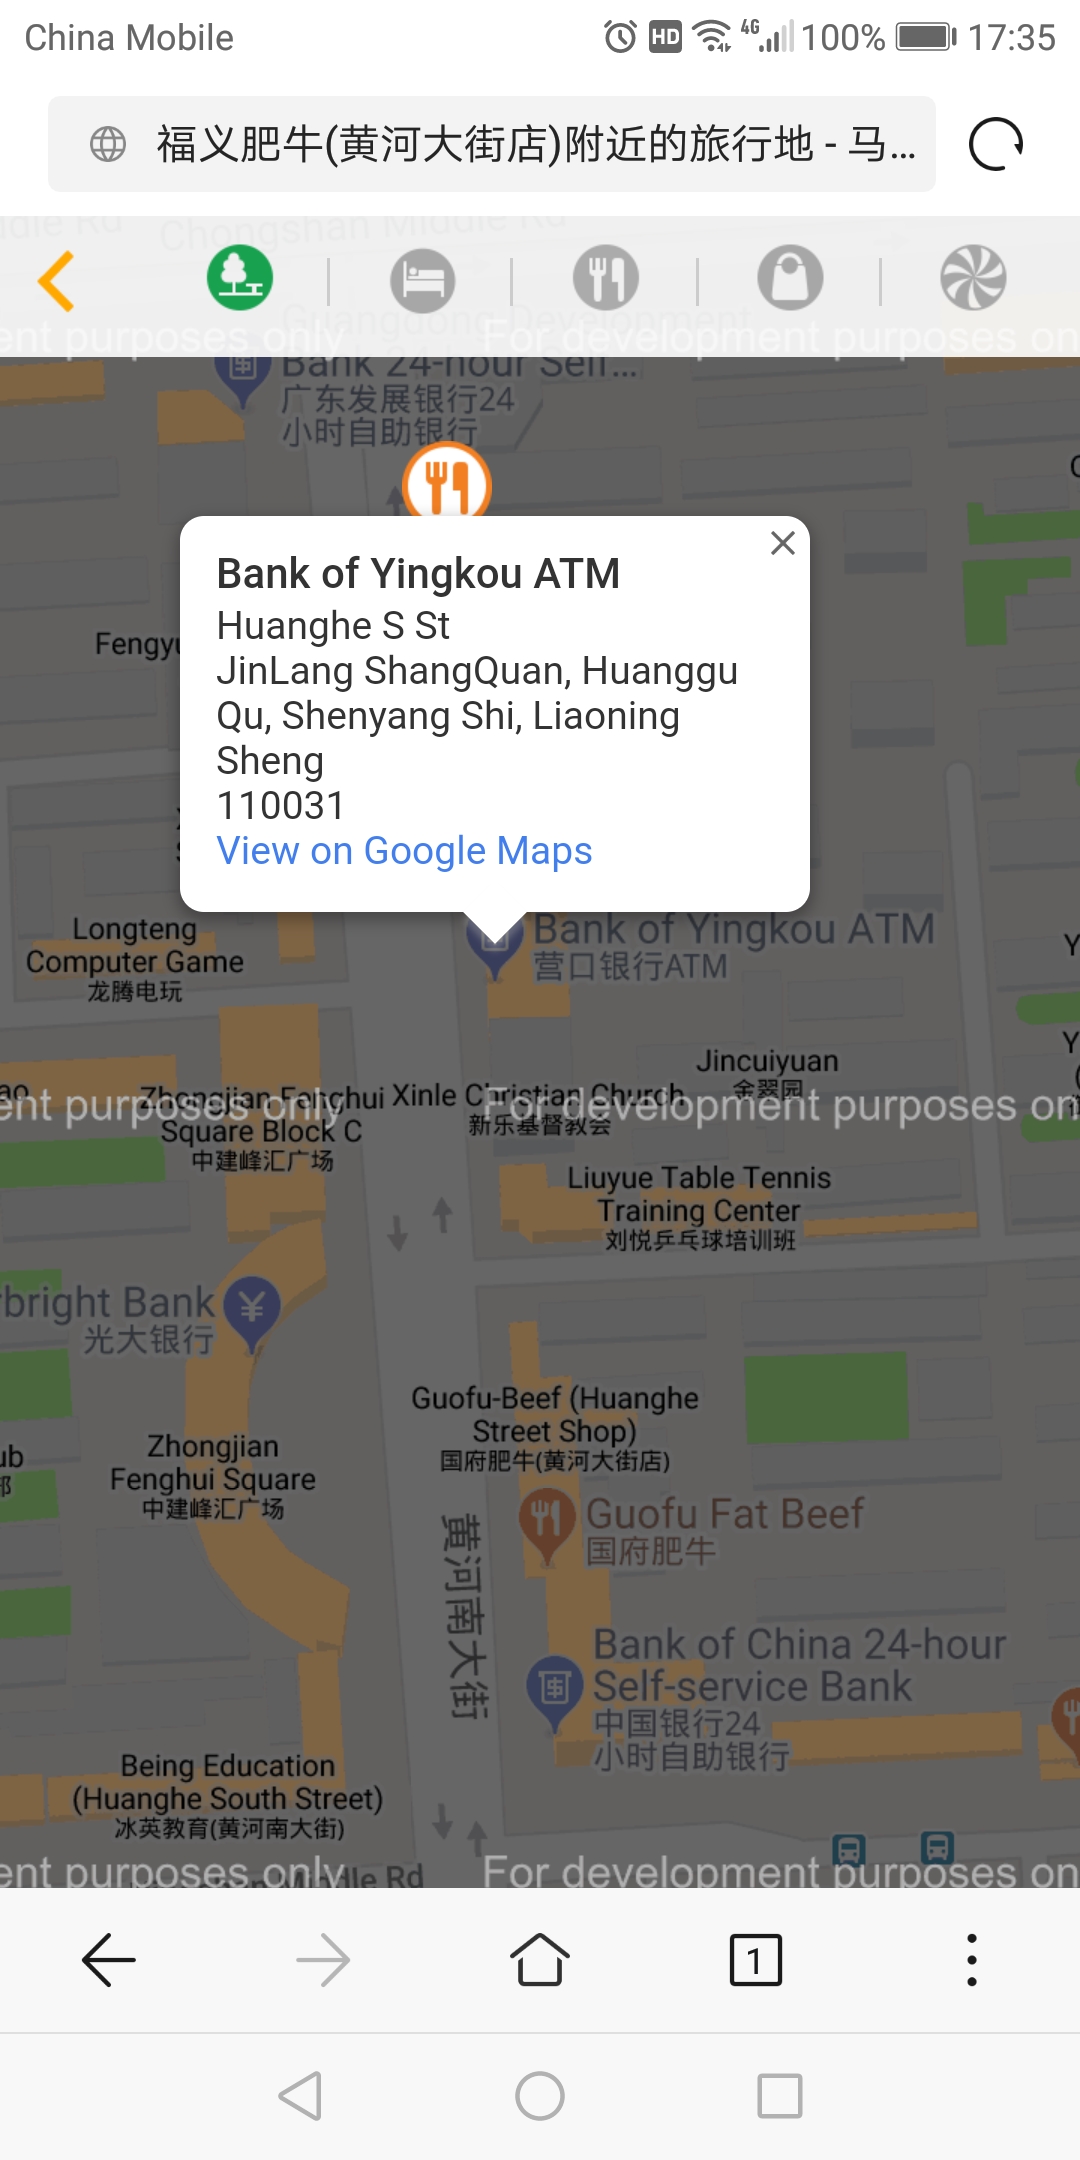 China Mobile
HD
4G
100%
17:35
福义肥牛(黄河大街店)附近的旅行地 - 马...
Chongshan Middle Rd
Guangdong Development
ent purposes only
For development purposes on
Bank 24-hour Self...
广东发展银行24
小时自助银行
Bank of Yingkou ATM
Huanghe S St
JinLang ShangQuan, Huanggu
Qu, Shenyang Shi, Liaoning
Sheng
110031
View on Google Maps
Longteng
Computer Game
龙腾电玩
Bank of Yingkou ATM
营口银行ATM
Jincuiyuan
金翠园
Zhongjian Fenghui
Square Block C
中建峰汇广场
Xinle Christian Church
新乐基督教会
ent purposes only
For development purposes on
Liuyue Table Tennis
Training Center
刘悦乒乓球培训班
rbright Bank
光大银行
Guofu-Beef (Huanghe
Street Shop)
国府肥牛(黄河大街店)
Zhongjian
Fenghui Square
中建峰汇广场
Guofu Fat Beef
国府肥牛
黄河南大街
Bank of China 24-hour
Self-service Bank
中国银行24
小时自助银行
Being Education
(Huanghe South Street)
冰英教育(黄河南大街)
ent purposes only
For development purposes on
Middle Rd
1